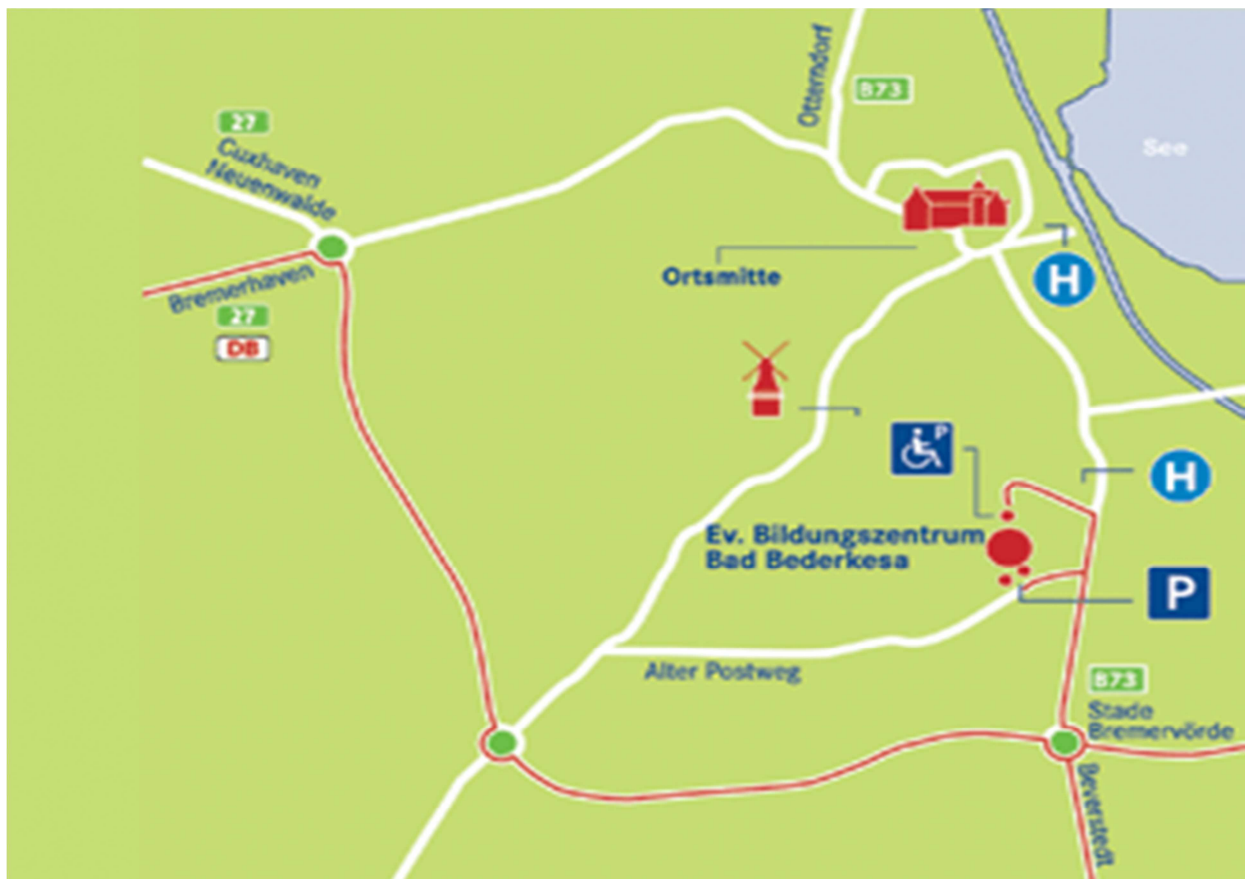 Otterndorf
B73
27
Cuxhaven
Neuenwalde
See
Bremerhaven
27
DB
Ortsmitte
H
P
H
Ev. Bildungszentrum
Bad Bederkesa
P
Alter Postweg
B73
Stade
Bremervörde
Beverstedt